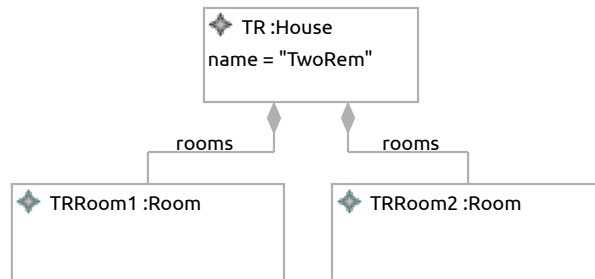 TR :House
name = "TwoRem"
rooms rooms
TRRoom1 :Room
TRRoom2 :Room